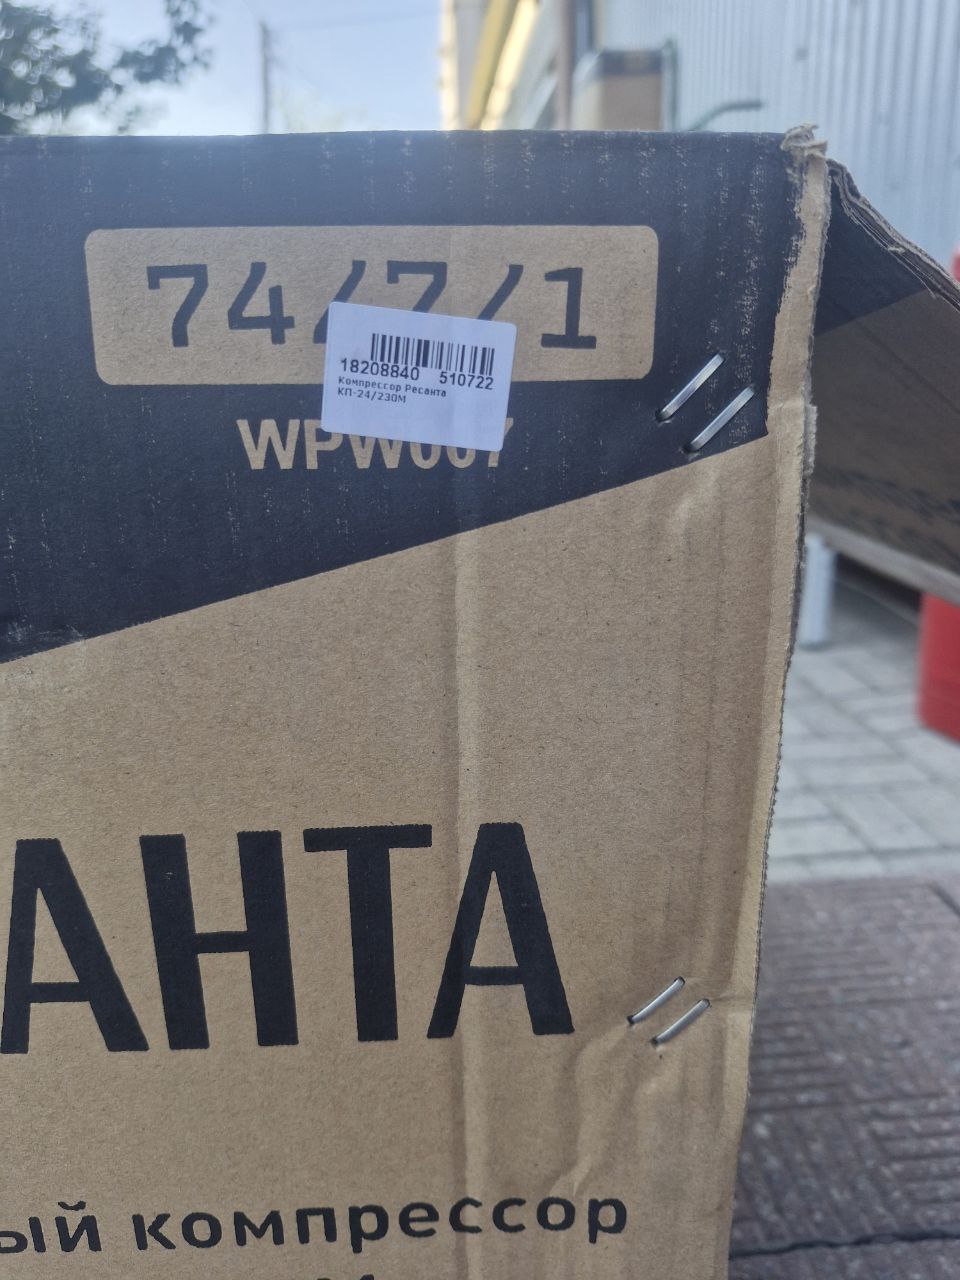 74/7/1
18208840 510722
Компрессор Ресанта
КП-24/230М
WPW007
АНТА
ый компрессор